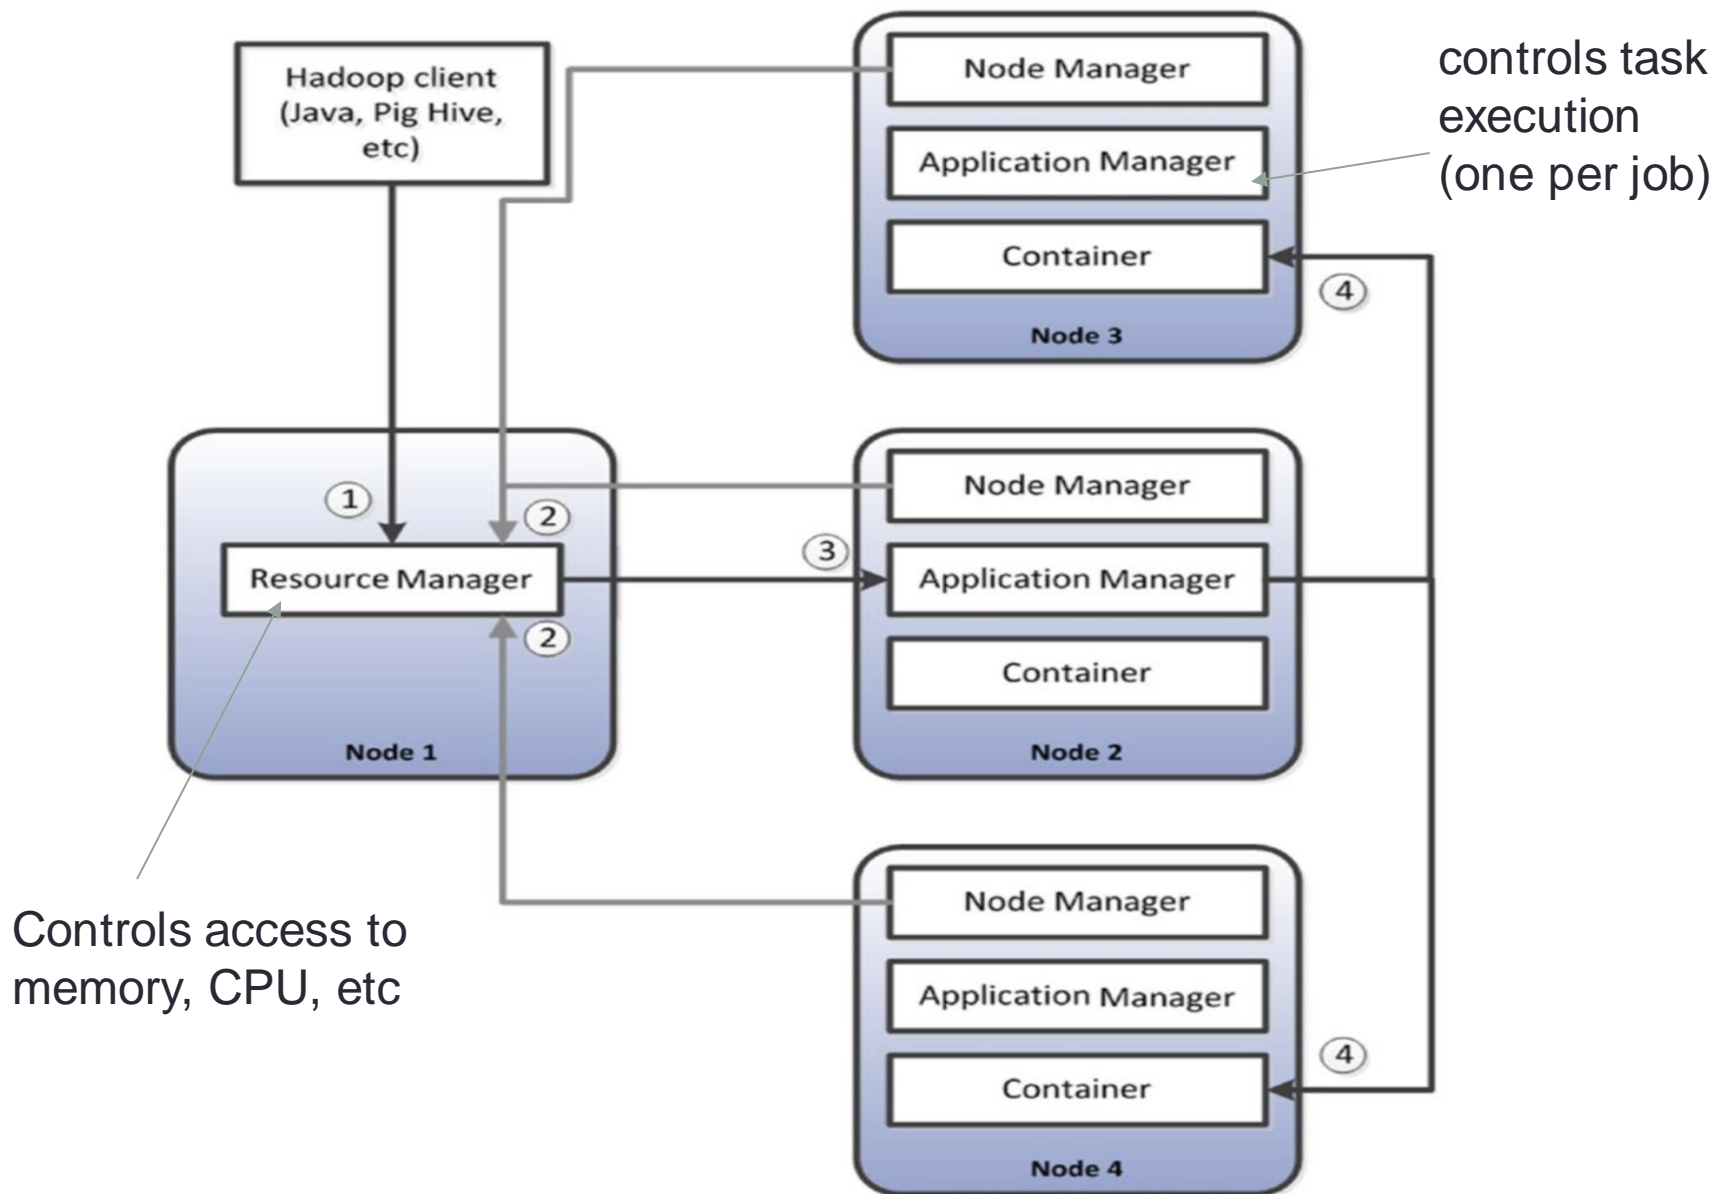 Hadoop client
(Java, Pig Hive,
etc)
Node Manager
Application Manager
Container
Node 3
controls task
execution
(one per job)
4
1
2
Resource Manager
2
Node 1
3
Node Manager
Application Manager
Container
Node 2
Controls access to
memory, CPU, etc
Node Manager
Application Manager
Container
Node 4
4